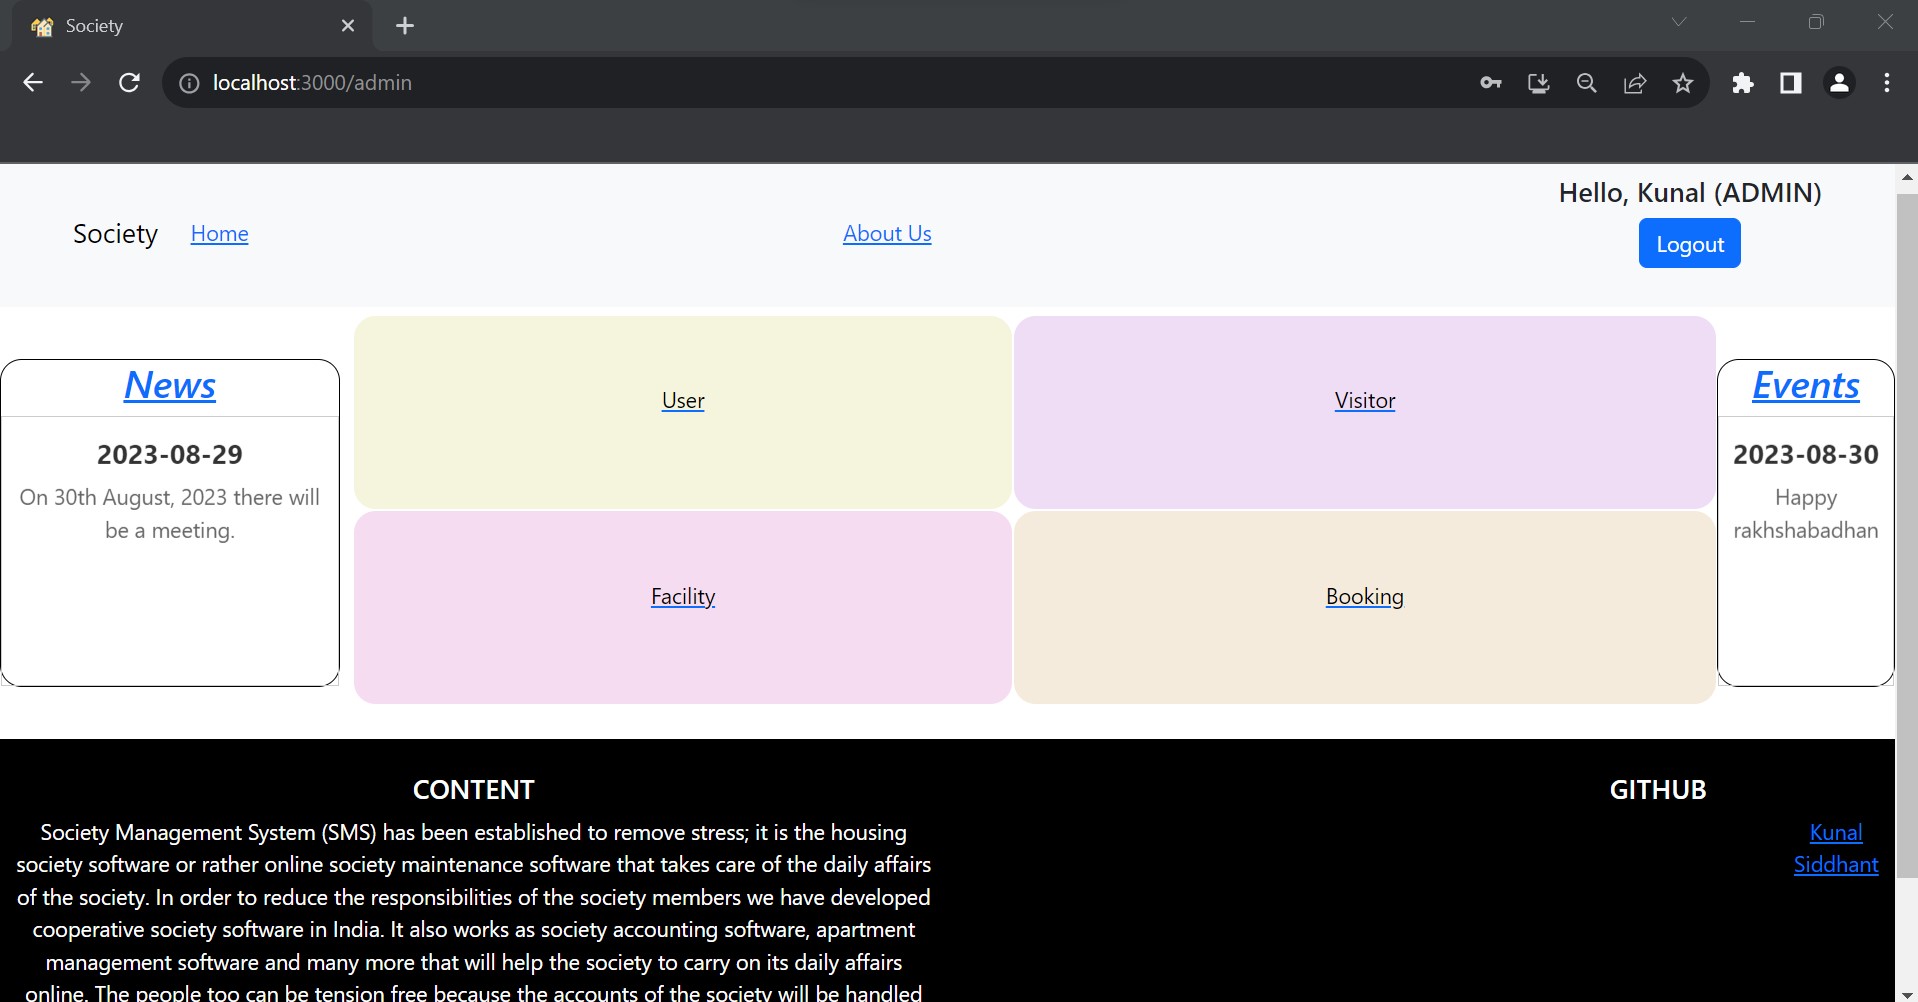 Society
localhost:3000/admin
Hello, Kunal (ADMIN)
Society Home About Us
Logout
News
2023-08-29
On 30th August, 2023 there will
be a meeting.
User
Visitor
Facility
Booking
Events
2023-08-30
Happy
rakhshabadhan
CONTENT
Society Management System (SMS) has been established to remove stress; it is the housing
society software or rather online society maintenance software that takes care of the daily affairs
of the society. In order to reduce the responsibilities of the society members we have developed
cooperative society software in India. It also works as society accounting software, apartment
management software and many more that will help the society to carry on its daily affairs
online. The people too can be tension free because the accounts of the society will be handled
GITHUB
Kunal
Siddhant